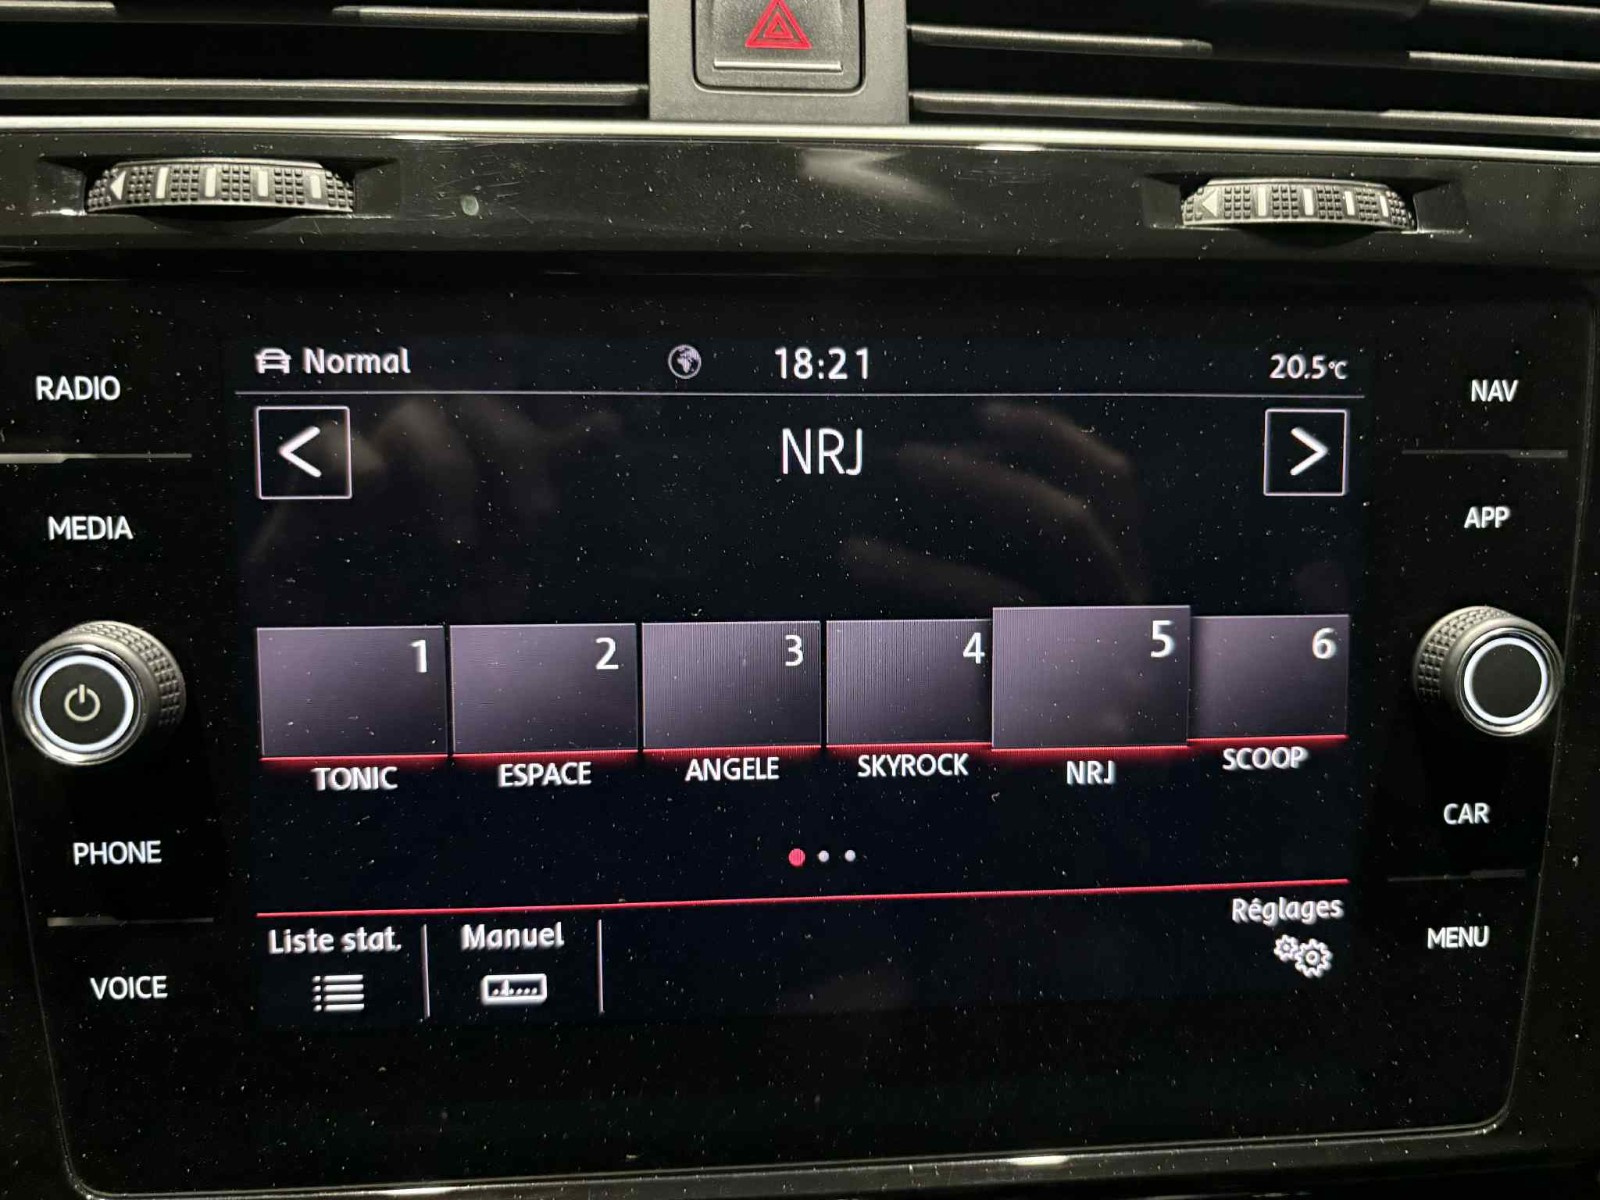 RADIO
MEDIA
PHONE
VOICE
Normal
18:21
20.5°C
<
NRJ
>
1 2 3 4 5 6
TONIC ESPACE ANGELE SKYROCK NRJ SCOOP
Liste stat. Manuel Réglages
NAV
APP
CAR
MENU